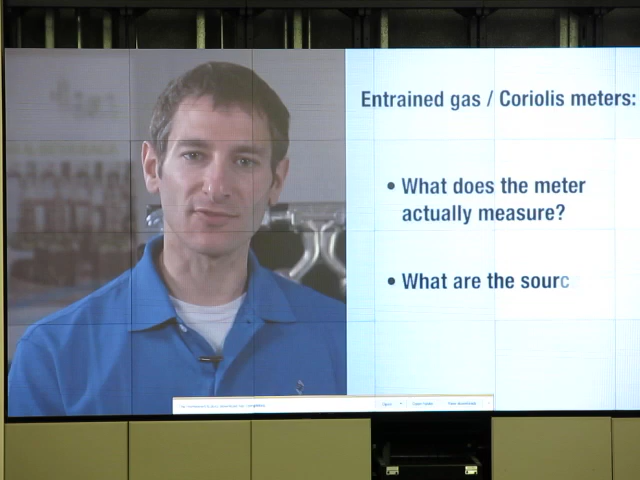 Entrained gas / Coriolis meters:
• What does the meter
actually measure?
• What are the sourc